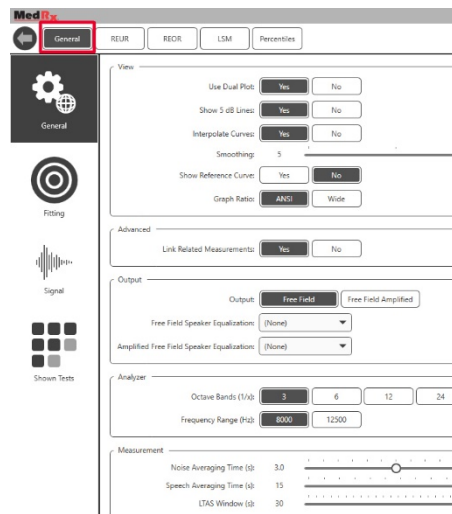 MedRx
General REUR REOR LSM Percentiles
General
Fitting
Signal
Shown Tests
View
Use Dual Plot: Yes No
Show 5 dB Lines: Yes No
Interpolate Curves: Yes No
Smoothing: 5
Show Reference Curve: Yes No
Graph Ratio: ANSI Wide
Advanced
Link Related Measurements: Yes No
Output
Output: Free Field Free Field Amplified
Free Field Speaker Equalization: (None)
Amplified Free Field Speaker Equalization: (None)
Analyzer
Octave Bands (1/x): 3 6 12 24
Frequency Range (Hz): 8000 12500
Measurement
Noise Averaging Time (s): 3.0
Speech Averaging Time (s): 15
LTAS Window (s): 30